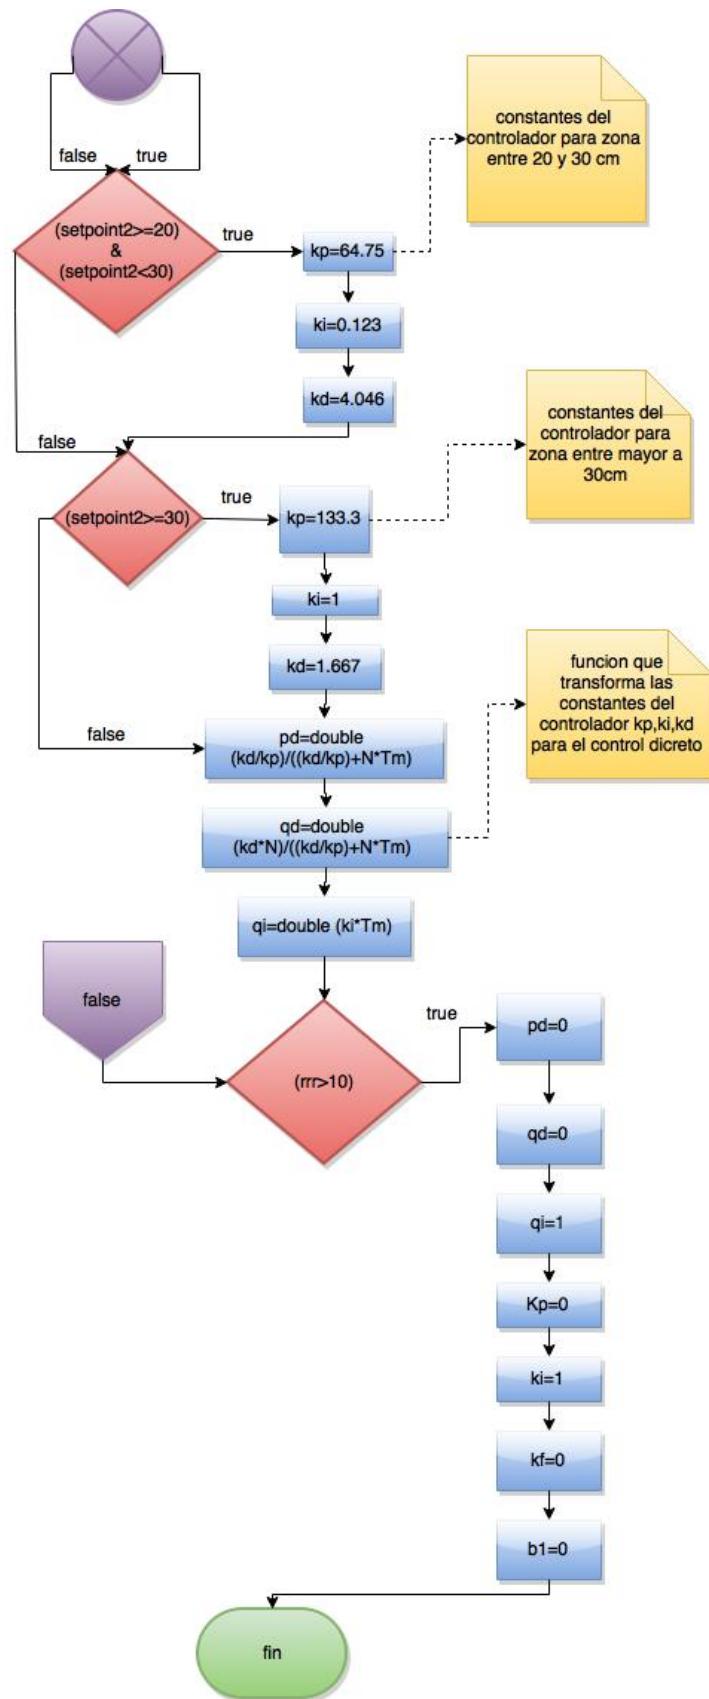 constantes del
controlador para zona
entre 20 y 30 cm
false
true
(setpoint2>=20)
&
(setpoint2<30)
true
kp=64.75
ki=0.123
kd=4.046
false
constantes del
controlador para
zona entre mayor a
30cm
(setpoint2>=30)
true
kp=133.3
ki=1
kd=1.667
funcion que
transforma las
constantes del
controlador kp,ki,kd
para el control dicreto
false
pd=double
(kd/kp)/((kd/kp)+N*Tm)
qd=double
(kd*N)/((kd/kp)+N*Tm)
qi=double (ki*Tm)
false
(rrr>10)
true
pd=0
qd=0
qi=1
Kp=0
ki=1
kf=0
b1=0
fin